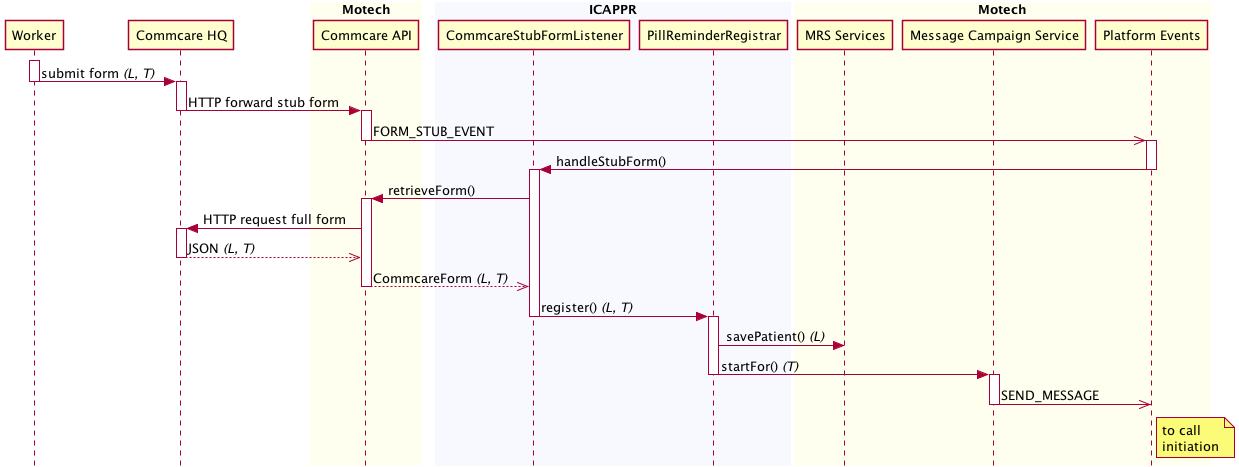 Motech
ICAPPR
Motech
Worker
Commcare HQ
Commcare API
CommcareStubFormListener
PillReminderRegistrar
MRS Services
Message Campaign Service
Platform Events
submit form (L, T)
HTTP forward stub form
FORM_STUB_EVENT
handleStubForm()
retrieveForm()
HTTP request full form
JSON (L, T)
CommcareForm (L, T)
register() (L, T)
savePatient() (L)
startFor() (T)
SEND_MESSAGE
to call
initiation